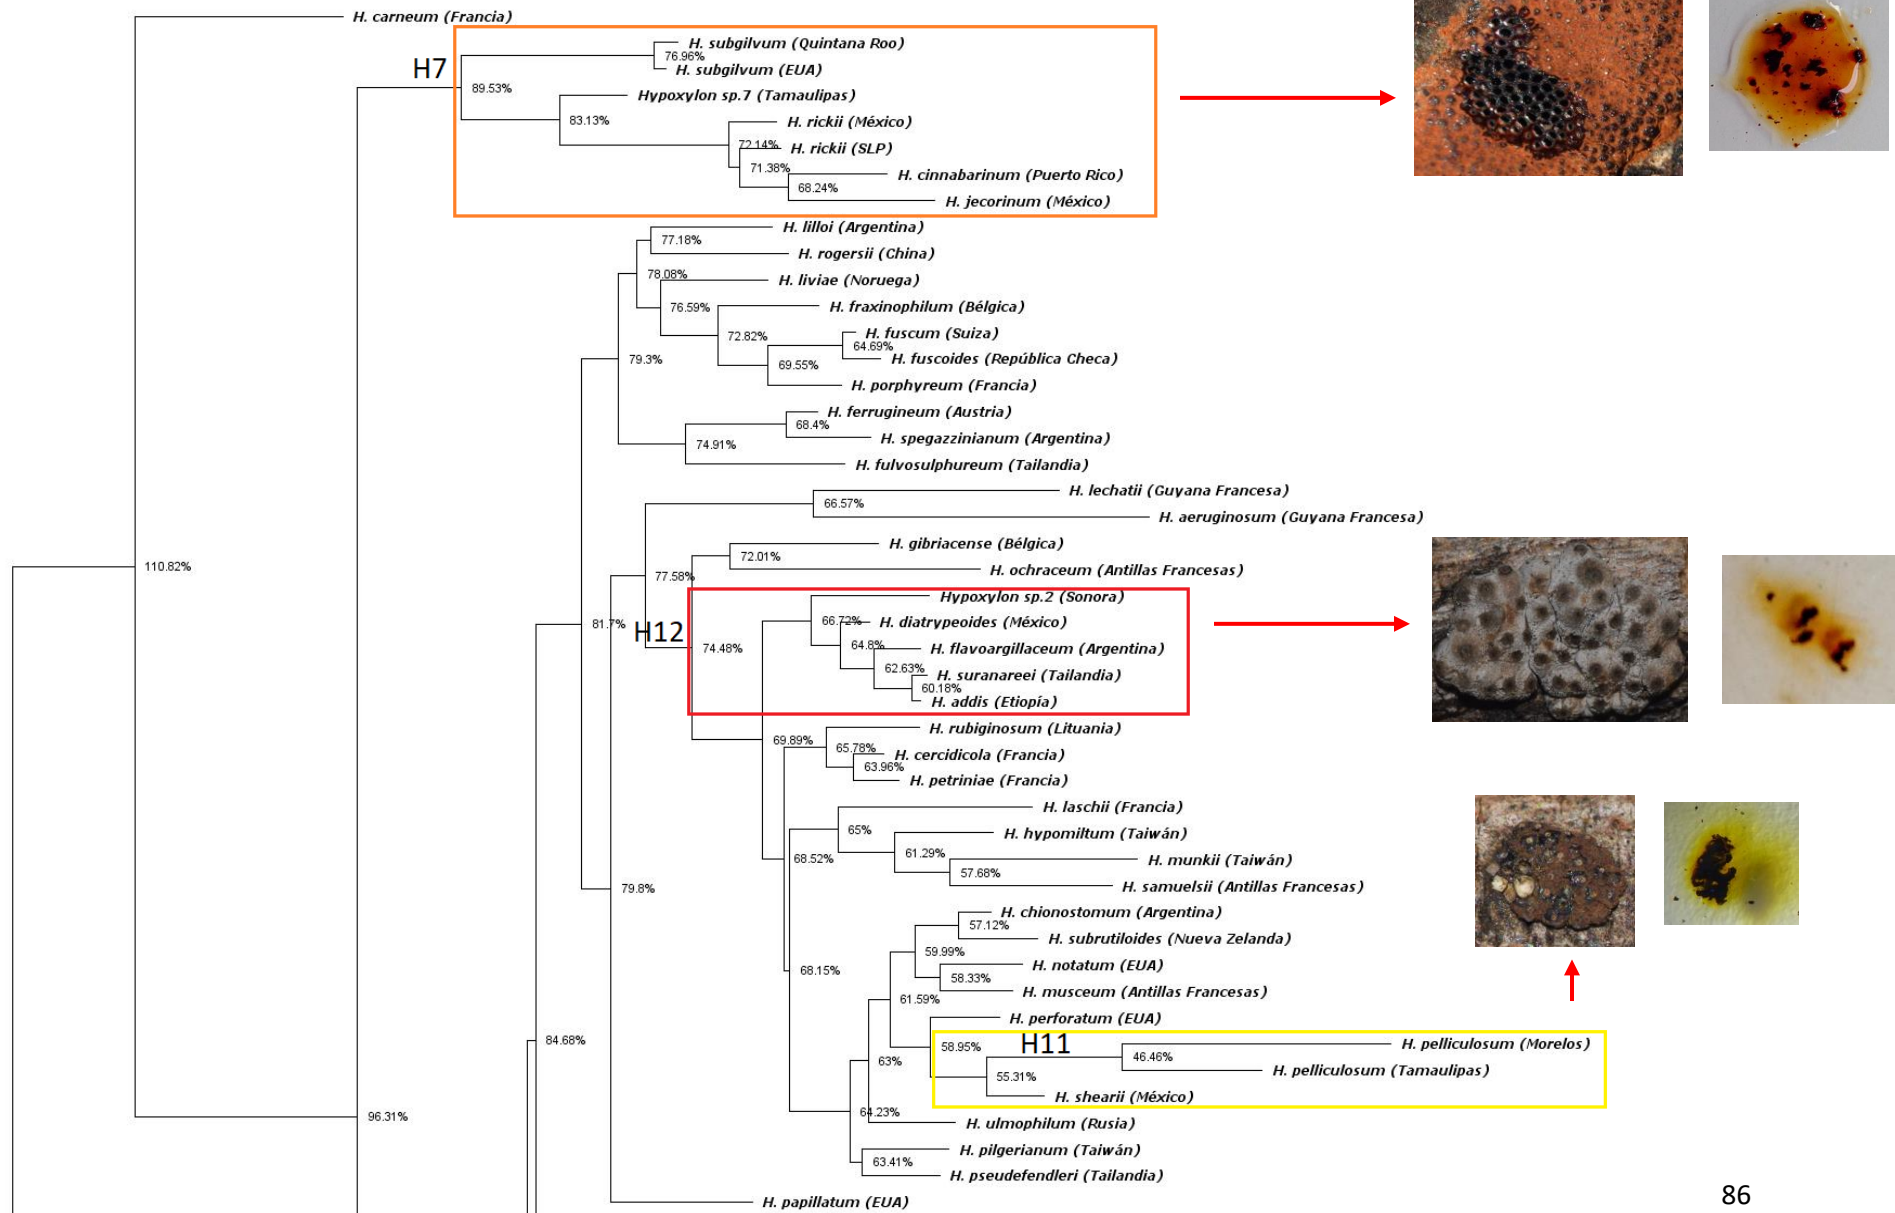 H. carneum (Francia)
H. subgilvum (Quintana Roo)
76.96%
H7
H. subgilvum (EUA)
89.53%
Hypoxylon sp.7 (Tamaulipas)
83.13%
H. rickii (México)
72.14%
H. rickii (SLP)
71.38%
H. cinnabarinum (Puerto Rico)
68.24%
H. jecorinum (México)
H. lilloi (Argentina)
77.18%
H. rogersii (China)
78.08%
H. liviae (Noruega)
76.59%
H. fraxinophilum (Bélgica)
72.82%
H. fuscum (Suiza)
64.69%
79.3%
H. fuscoides (República Checa)
69.55%
H. porphyreum (Francia)
H. ferrugineum (Austria)
68.4%
H. spegazzinianum (Argentina)
74.91%
H. fulvosulphureum (Tailandia)
H. lechatii (Guyana Francesa)
66.57%
H. aeruginosum (Guyana Francesa)
H. gibriacense (Bélgica)
72.01%
110.82%
H. ochraceum (Antillas Francesas)
77.58%
Hypoxylon sp.2 (Sonora)
66.72%
H. diatrypeoides (México)
81.7%
H12
64.8%
74.48%
H. flavoargillaceum (Argentina)
62.63%
H. suranareei (Tailandia)
60.18%
H. addis (Etiopía)
H. rubiginosum (Lituania)
69.89%
65.78%
H. cercidicola (Francia)
63.96%
H. petriniae (Francia)
H. laschii (Francia)
65%
H. hypomiltum (Taiwán)
61.29%
68.52%
H. munkii (Taiwán)
57.68%
H. samuelsii (Antillas Francesas)
79.8%
H. chionostomum (Argentina)
57.12%
H. subrutiloides (Nueva Zelanda)
59.99%
H. notatum (EUA)
68.15%
58.33%
H. musceum (Antillas Francesas)
61.59%
H. perforatum (EUA)
84.68%
58.95%
H11
H. pelliculosum (Morelos)
46.46%
63%
H. pelliculosum (Tamaulipas)
55.31%
H. shearii (México)
96.31%
64.23%
H. ulmophilum (Rusia)
H. pilgerianum (Taiwán)
63.41%
H. pseudefendleri (Tailandia)
H. papillatum (EUA)
86